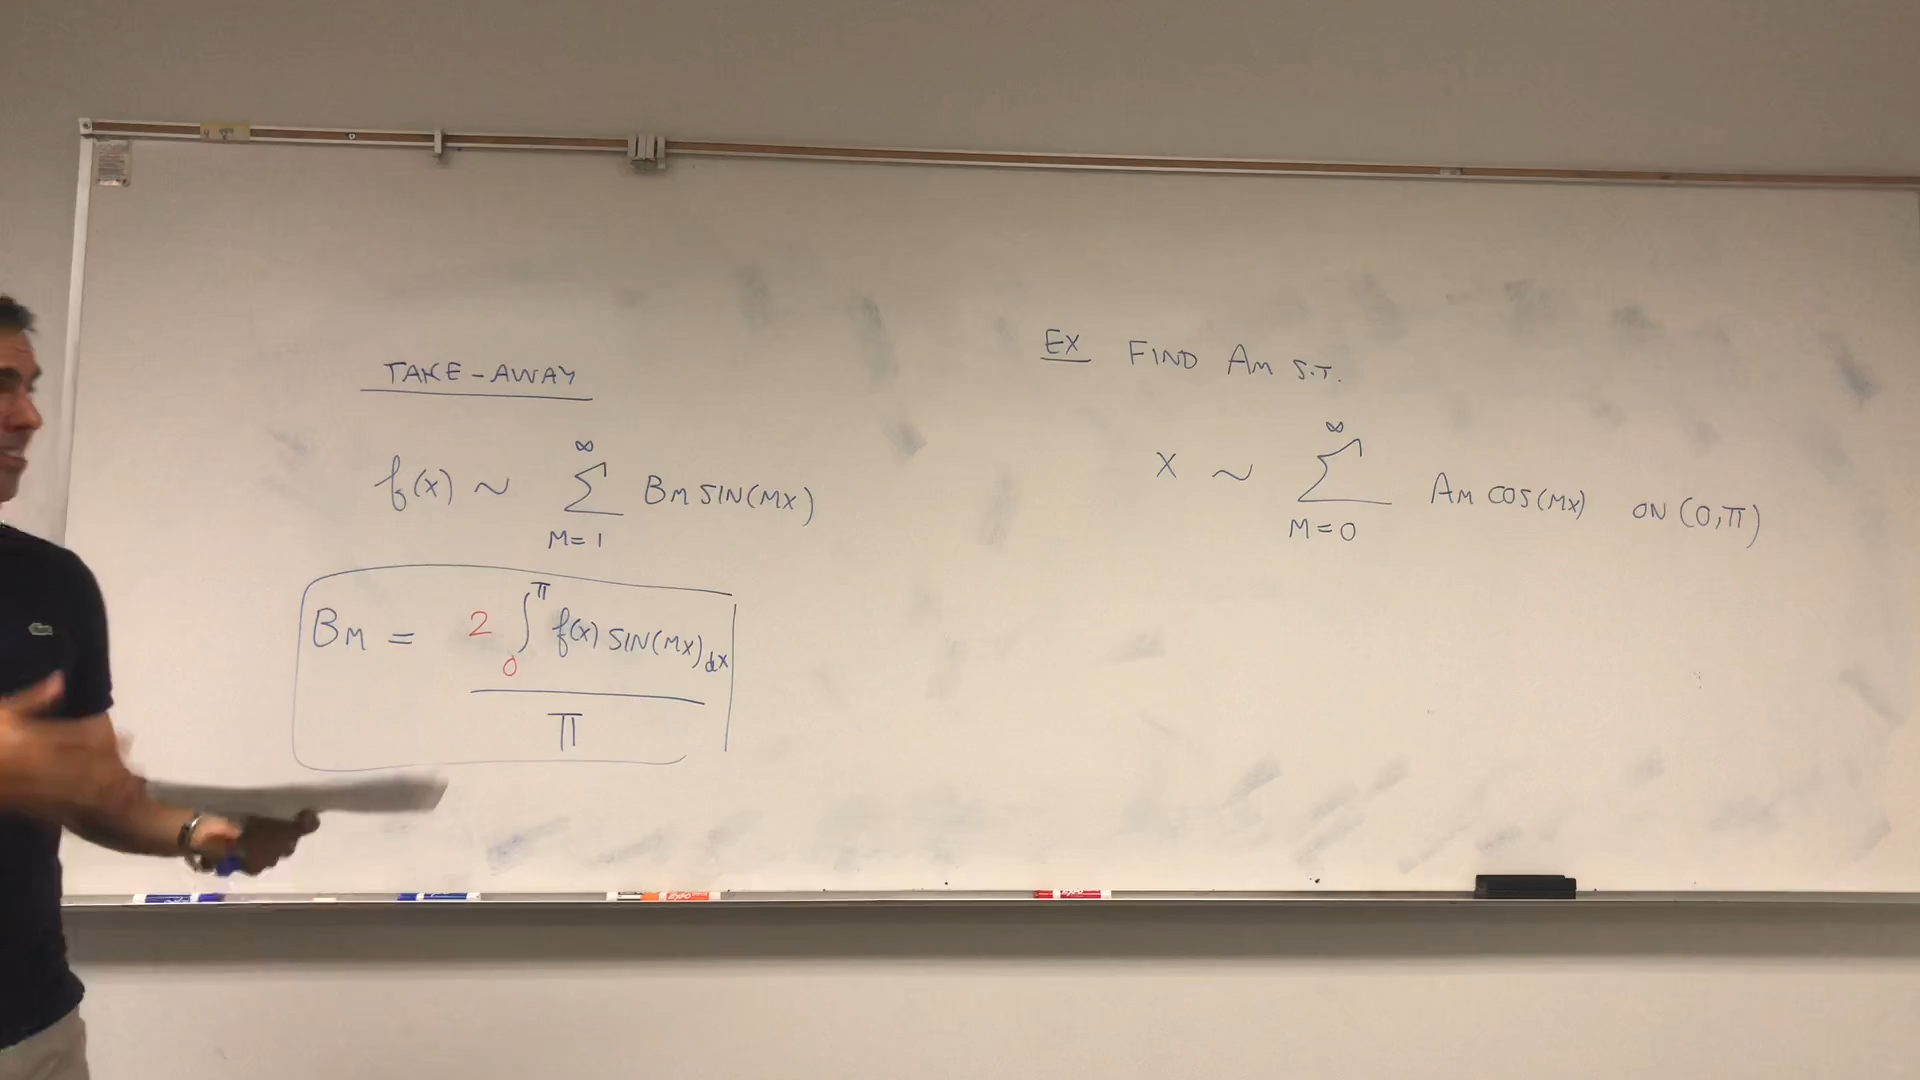 TAKE-AWAY
f(x) ~ ∞ ∑ M=1 BM SIN(MX)
BM = 2 ∫ π 0 f(x) SIN(MX) dx
π
EX FIND AM S.T.
X ~ ∞ ∑ M=0 AM COS(MX) ON (0,π)